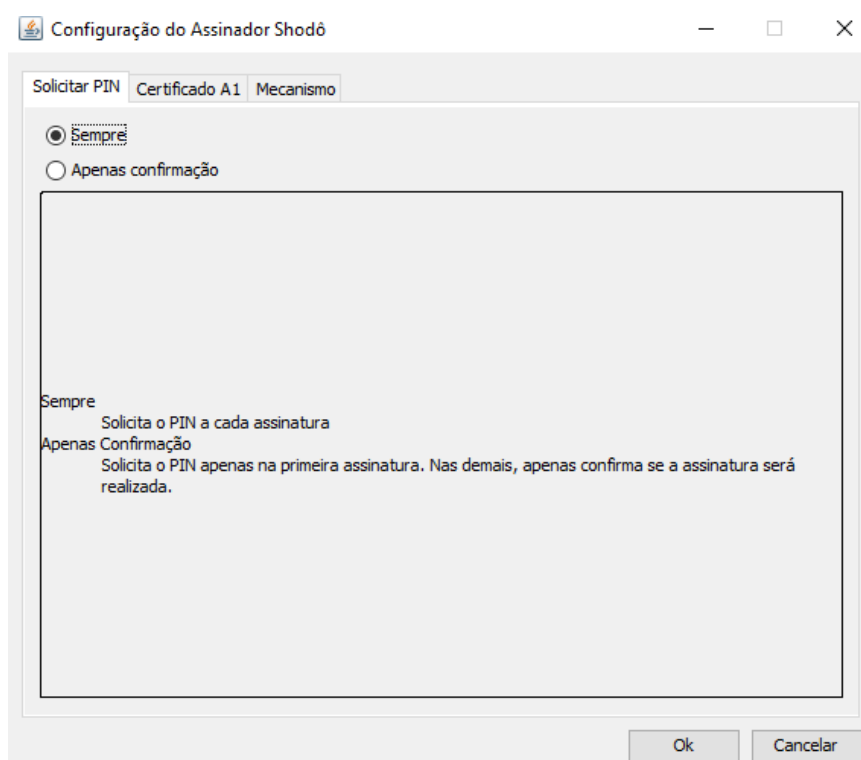 Configuração do Assinador Shodô
Solicitar PIN Certificado A1 Mecanismo
Sempre
Apenas confirmação
Sempre
Solicita o PIN a cada assinatura
Apenas Confirmação
Solicita o PIN apenas na primeira assinatura. Nas demais, apenas confirma se a assinatura será
realizada.
Ok Cancelar